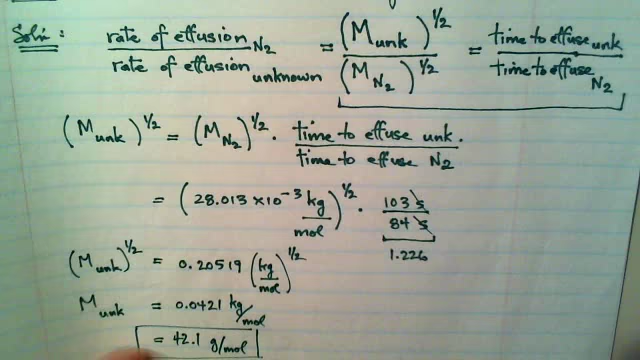 Soln: rate of effusion N2 / rate of effusion unknown = (M unk)^1/2 / (M N2)^1/2 = time to effuse unk / time to effuse N2
(M unk)^1/2 = (M N2)^1/2 · time to effuse unk. / time to effuse N2
= (28.013 × 10^-3 kg/mol)^1/2 · 103 s / 84 s
1.226
(M unk)^1/2 = 0.20519 (kg/mol)^1/2
M unk = 0.0421 kg/mol
= 42.1 g/mol